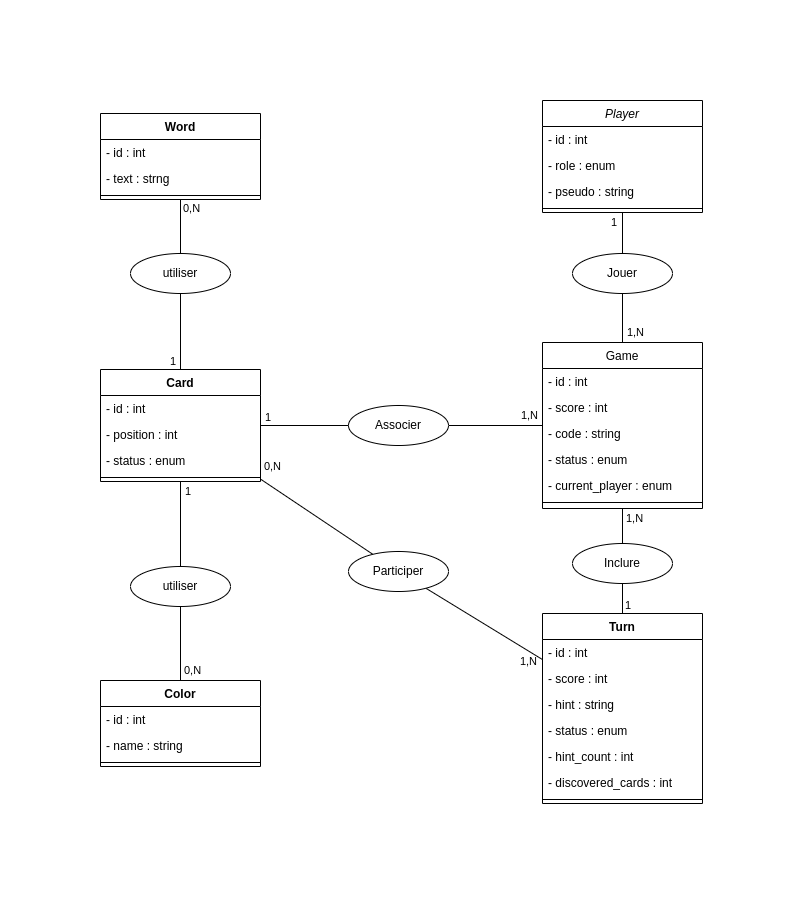 Word
- id : int
- text : strng
0,N
utiliser
1
Card
- id : int
- position : int
- status : enum
1
Associer
1,N
0,N
Participer
1,N
1
utiliser
0,N
Color
- id : int
- name : string
Player
- id : int
- role : enum
- pseudo : string
1
Jouer
1,N
Game
- id : int
- score : int
- code : string
- status : enum
- current_player : enum
1,N
Inclure
1
Turn
- id : int
- score : int
- hint : string
- status : enum
- hint_count : int
- discovered_cards : int